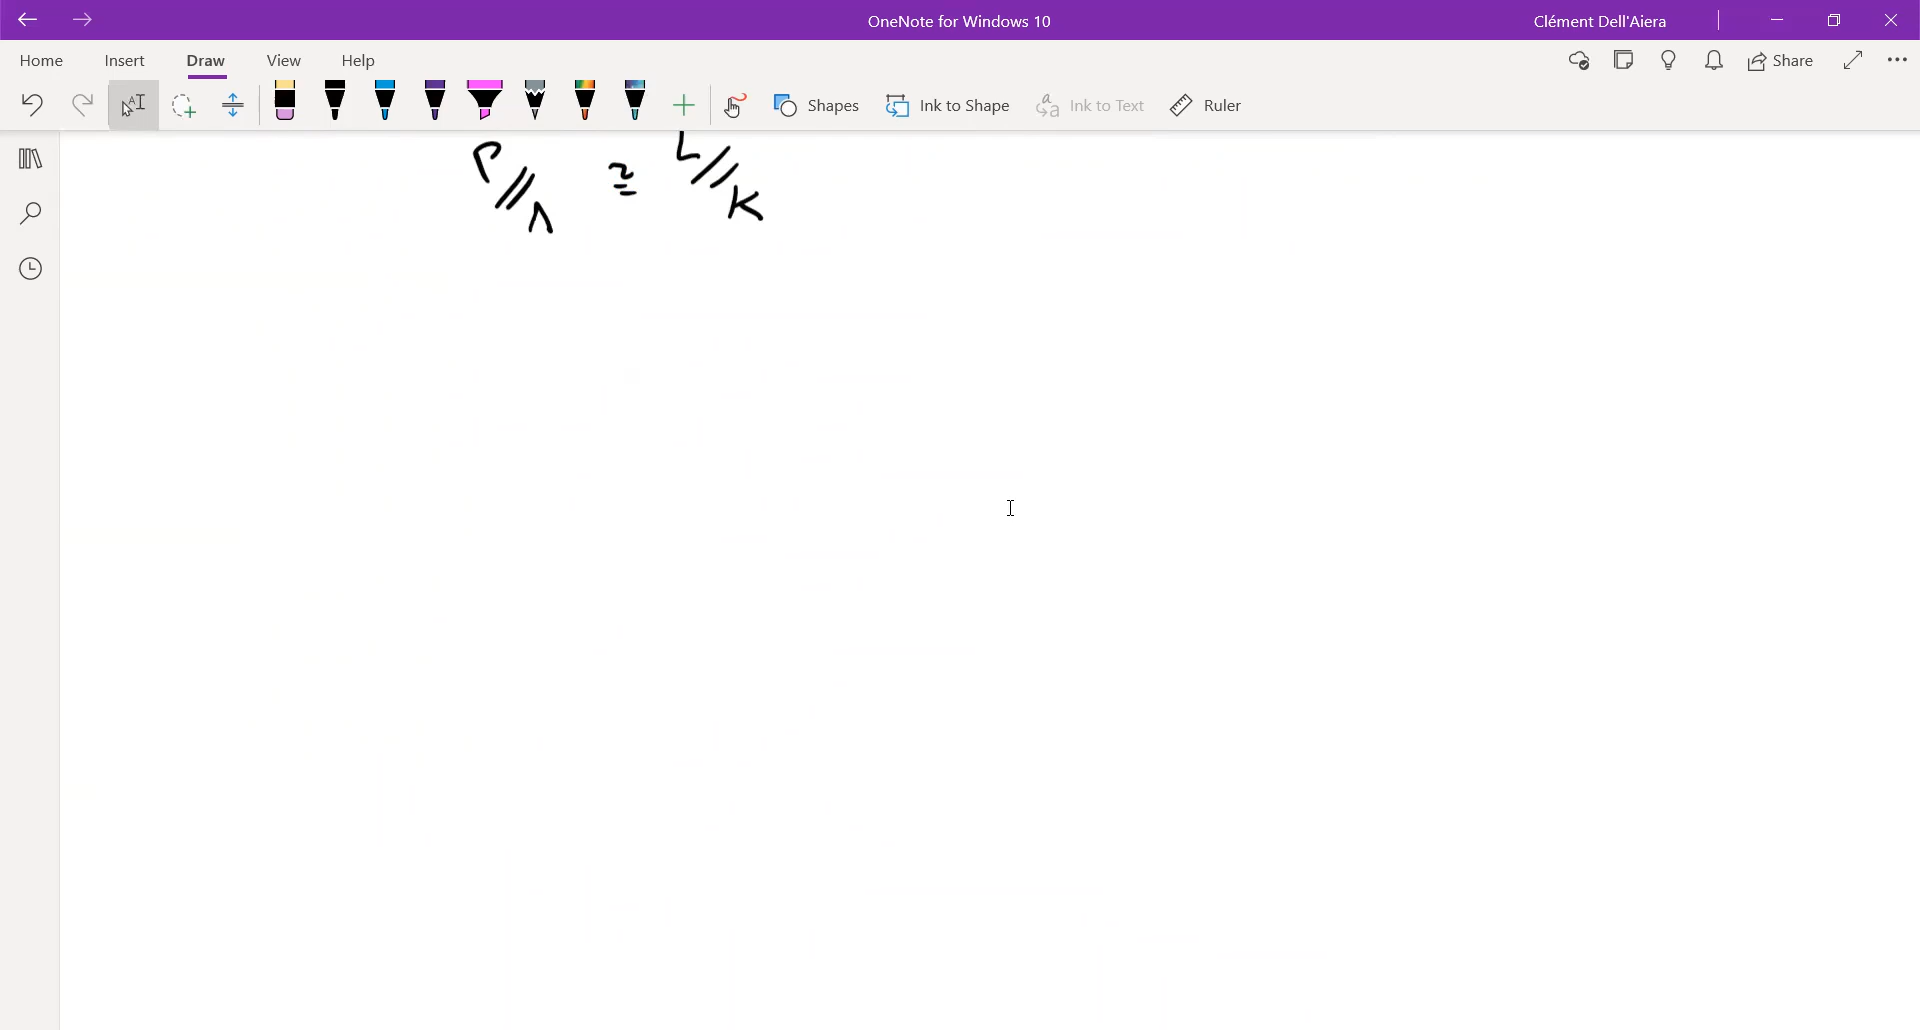 OneNote for Windows 10
Clément Dell'Aiera
Home Insert Draw View Help
Share
Shapes Ink to Shape Ink to Text Ruler
Γ//Λ ≅ L//K